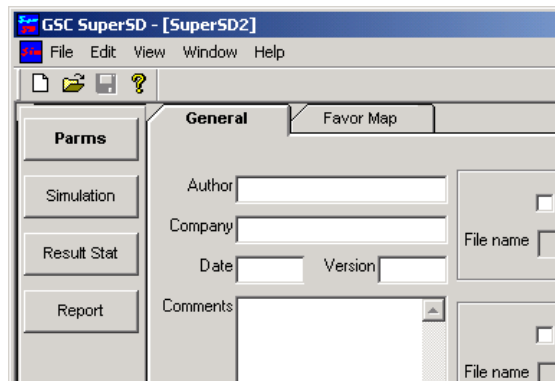 GSC SuperSD - [SuperSD2]
File Edit View Window Help
General Favor Map
Parms
Simulation
Result Stat
Report
Author
Company
Date Version
Comments
File name
File name